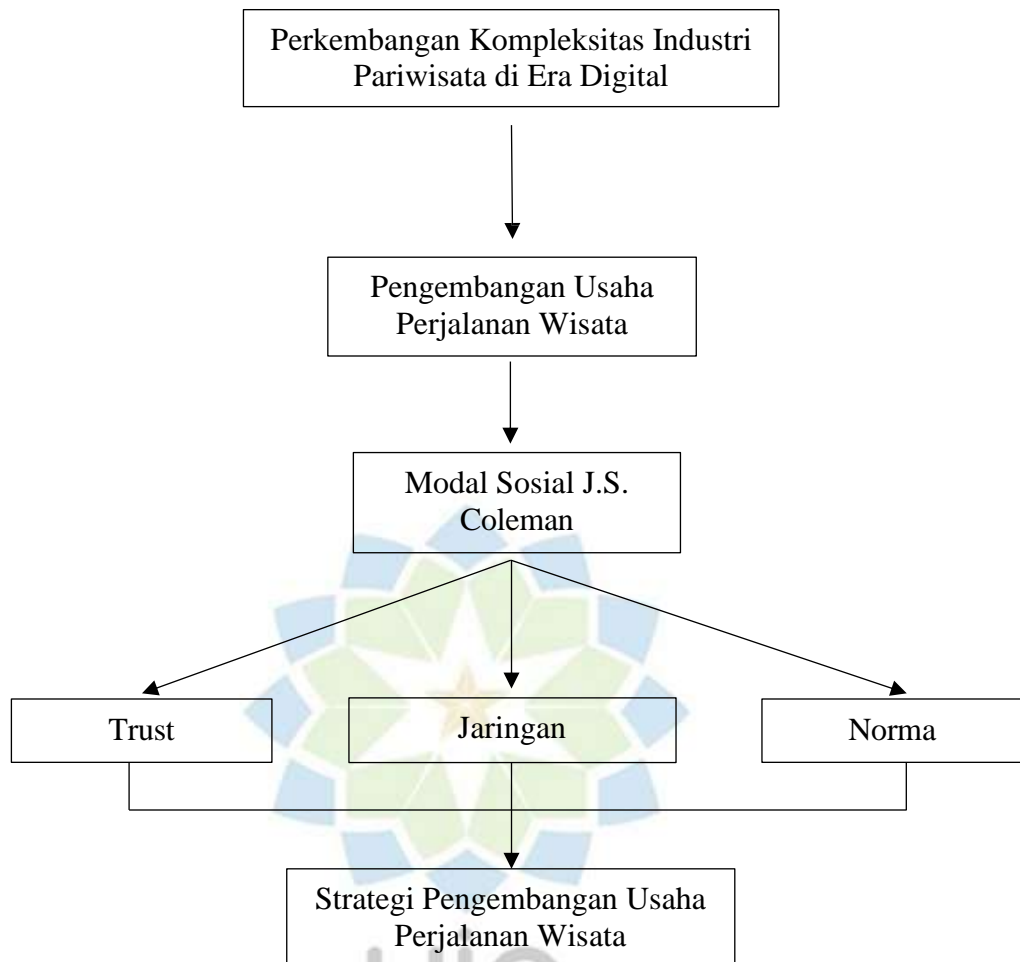 Perkembangan Kompleksitas Industri
Pariwisata di Era Digital
Pengembangan Usaha
Perjalanan Wisata
Modal Sosial J.S.
Coleman
Trust
Jaringan
Norma
Strategi Pengembangan Usaha
Perjalanan Wisata